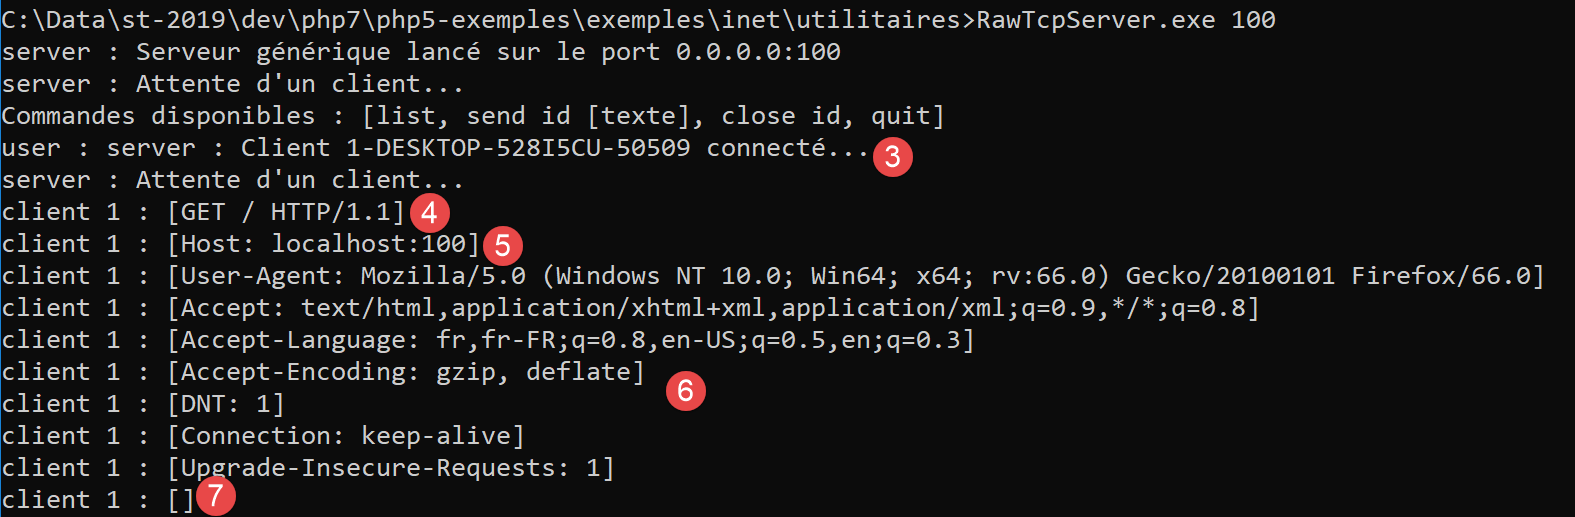 C:\Data\st-2019\dev\php7\php5-exemples\exemples\inet\utilitaires>RawTcpServer.exe 100
server : Serveur générique lancé sur le port 0.0.0.0:100
server : Attente d'un client...
Commandes disponibles : [list, send id [texte], close id, quit]
user : server : Client 1-DESKTOP-528I5CU-50509 connecté... 3
server : Attente d'un client...
client 1 : [GET / HTTP/1.1] 4
client 1 : [Host: localhost:100] 5
client 1 : [User-Agent: Mozilla/5.0 (Windows NT 10.0; Win64; x64; rv:66.0) Gecko/20100101 Firefox/66.0]
client 1 : [Accept: text/html,application/xhtml+xml,application/xml;q=0.9,*/*;q=0.8]
client 1 : [Accept-Language: fr,fr-FR;q=0.8,en-US;q=0.5,en;q=0.3]
client 1 : [Accept-Encoding: gzip, deflate] 6
client 1 : [DNT: 1]
client 1 : [Connection: keep-alive]
client 1 : [Upgrade-Insecure-Requests: 1]
client 1 : [] 7